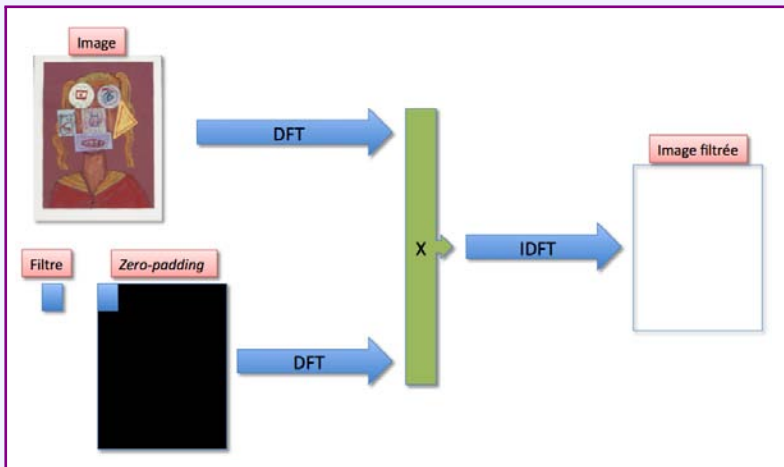 Image
DFT
Image filtrée
Filtre
Zero-padding
X
IDFT
DFT